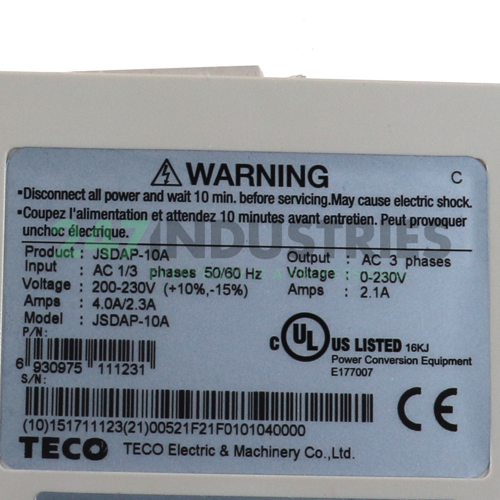 WARNING
C
•Disconnect all power and wait 10 min. before servicing.May cause electric shock.
•Coupez l'alimentation et attendez 10 minutes avant entretien. Peut provoquer
unchoc électrique.
INDUSTRIES
Product : JSDAP-10A
Input : AC 1/3 phases 50/60 Hz
Voltage : 200-230V (+10%,-15%)
Amps : 4.0A/2.3A
Model : JSDAP-10A
Output : AC 3 phases
Voltage : 0-230V
Amps : 2.1A
P/N:
6 930975 111231
S/N:
C UL US LISTED 16KJ
Power Conversion Equipment
E177007
CE
(10)151711123(21)00521F21F0101040000
TECO TECO Electric & Machinery Co.,Ltd.